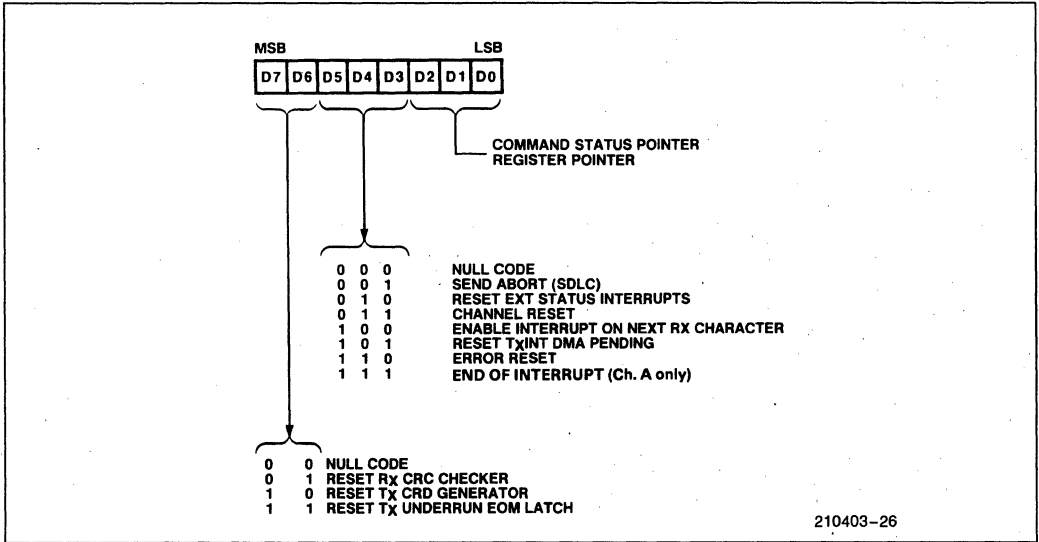 MSB LSB
D7 D6 D5 D4 D3 D2 D1 D0
COMMAND STATUS POINTER
REGISTER POINTER
0 0 0 NULL CODE
0 0 1 SEND ABORT (SDLC)
0 1 0 RESET EXT STATUS INTERRUPTS
0 1 1 CHANNEL RESET
1 0 0 ENABLE INTERRUPT ON NEXT RX CHARACTER
1 0 1 RESET TXINT DMA PENDING
1 1 0 ERROR RESET
1 1 1 END OF INTERRUPT (Ch. A only)
0 0 NULL CODE
0 1 RESET RX CRC CHECKER
1 0 RESET TX CRD GENERATOR
1 1 RESET TX UNDERRUN EOM LATCH
210403-26